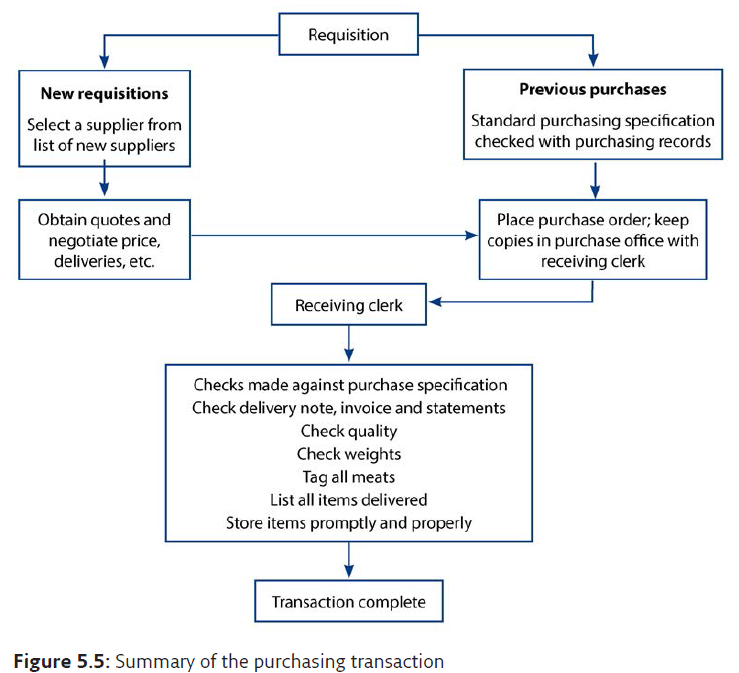 Requisition
New requisitions
Select a supplier from
list of new suppliers
Previous purchases
Standard purchasing specification
checked with purchasing records
Obtain quotes and
negotiate price,
deliveries, etc.
Place purchase order; keep
copies in purchase office with
receiving clerk
Receiving clerk
Checks made against purchase specification
Check delivery note, invoice and statements
Check quality
Check weights
Tag all meats
List all items delivered
Store items promptly and properly
Transaction complete
Figure 5.5: Summary of the purchasing transaction